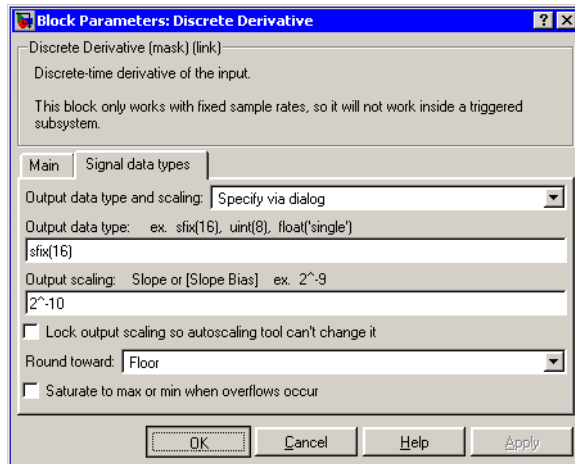 Block Parameters: Discrete Derivative
Discrete Derivative (mask) (link)
Discrete-time derivative of the input.
This block only works with fixed sample rates, so it will not work inside a triggered
subsystem.
Main Signal data types
Output data type and scaling: Specify via dialog
Output data type: ex. sfix(16), uint(8), float('single')
sfix(16)
Output scaling: Slope or [Slope Bias] ex. 2^-9
2^-10
Lock output scaling so autoscaling tool can't change it
Round toward: Floor
Saturate to max or min when overflows occur
OK Cancel Help Apply